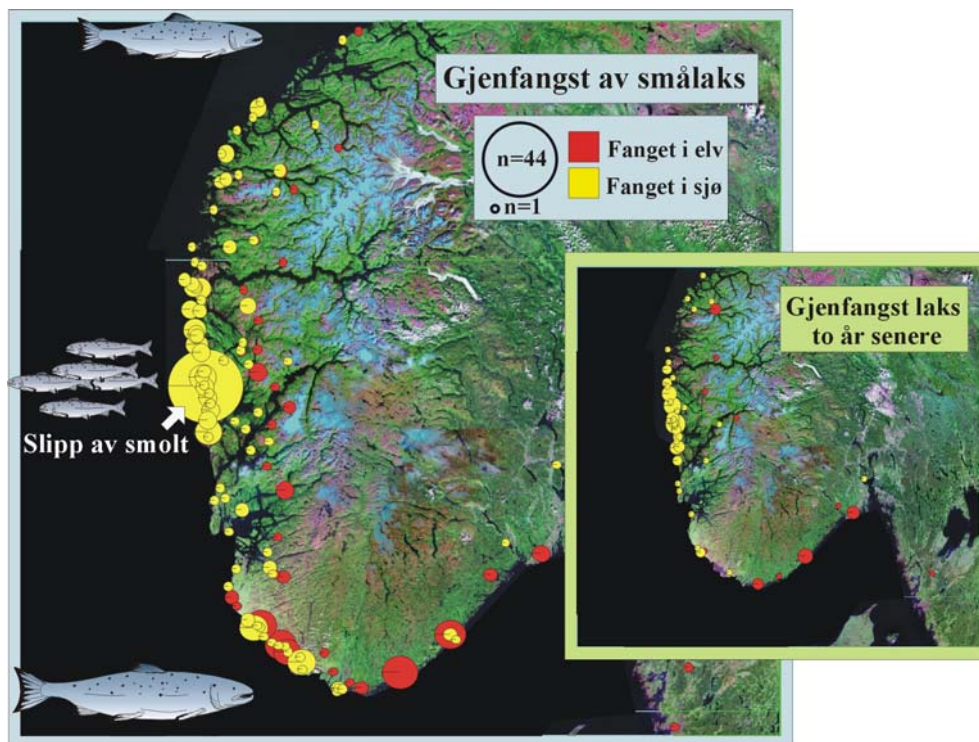 Gjenfangst av smålaks
n=44
n=1
Fanget i elv
Fanget i sjø
Gjenfangst laks
to år senere
Slipp av smolt